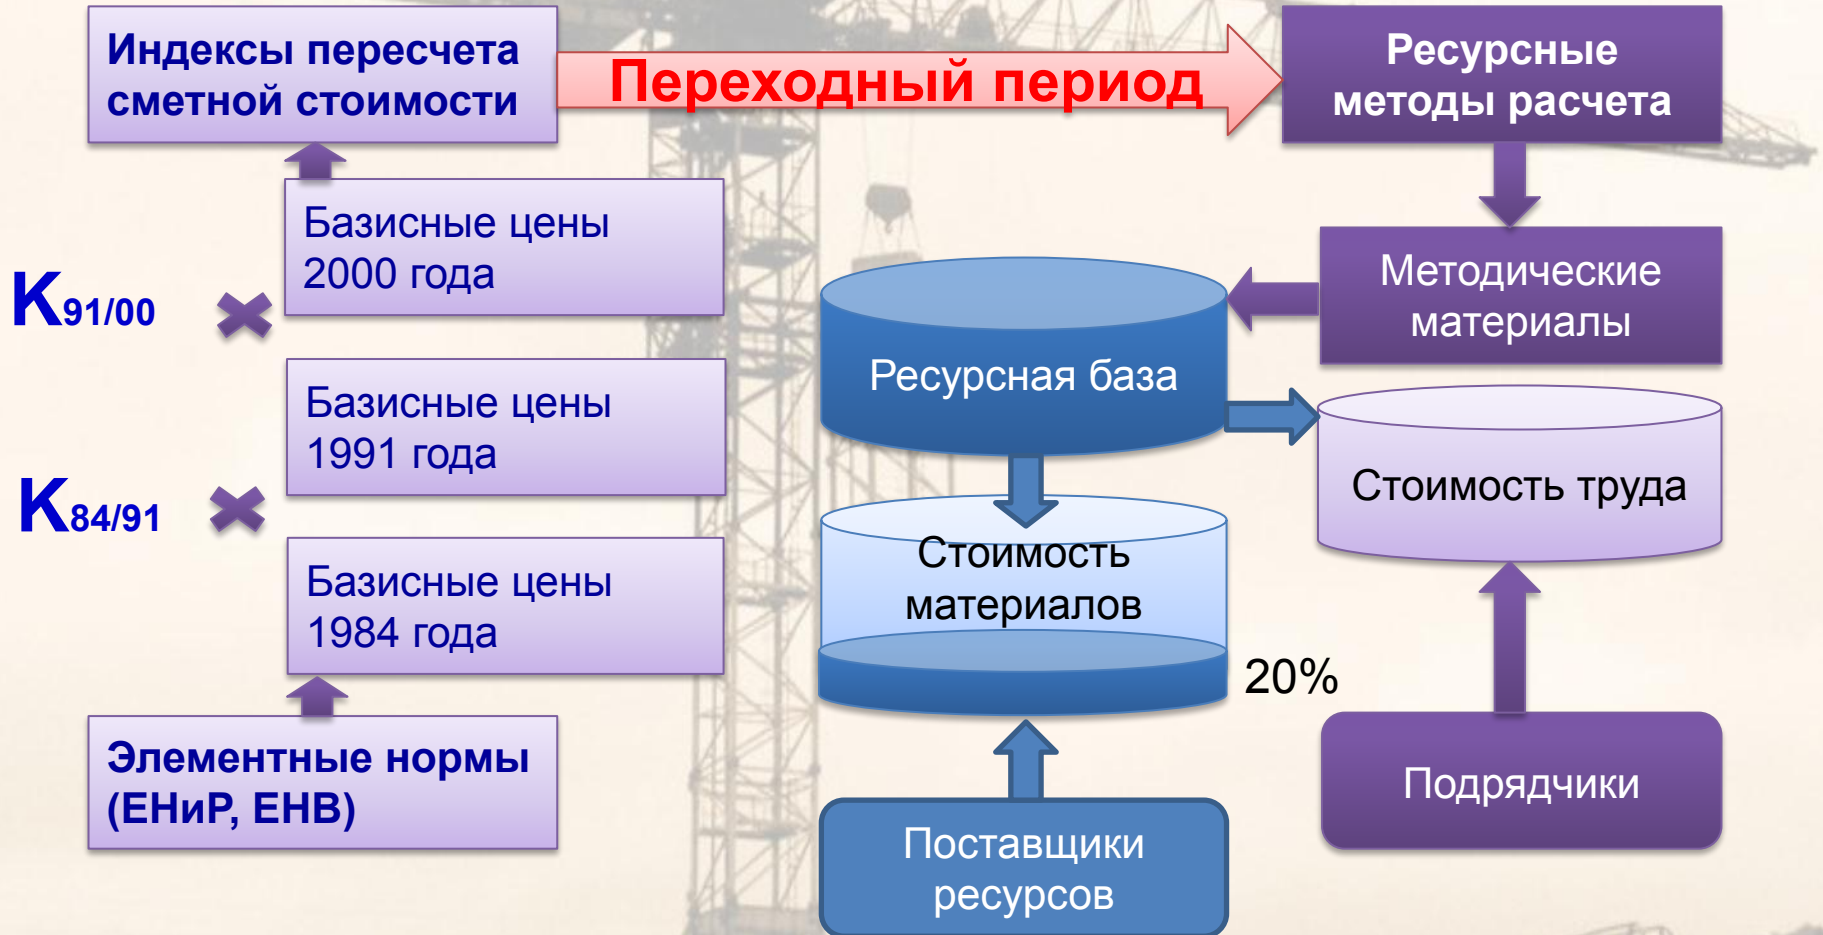 Индексы пересчета
сметной стоимости
Переходный период
Ресурсные
методы расчета
Базисные цены
2000 года
К91/00
Базисные цены
1991 года
К84/91
Базисные цены
1984 года
Элементные нормы
(ЕНиР, ЕНВ)
Методические
материалы
Ресурсная база
Стоимость труда
Стоимость
материалов
20%
Поставщики
ресурсов
Подрядчики